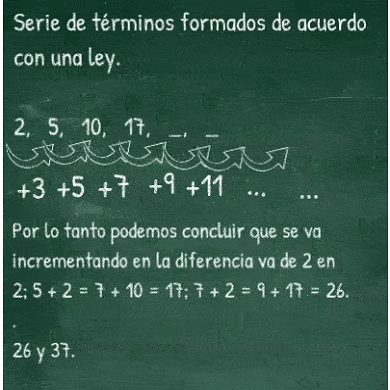 Serie de términos formados de acuerdo
con una ley.
2, 5, 10, 17, _, _
+3 +5 +7 +9 +11 ... ...
Por lo tanto podemos concluir que se va
incrementando en la diferencia va de 2 en
2; 5 + 2 = 7 + 10 = 17; 7 + 2 = 9 + 17 = 26.
.
26 y 37.